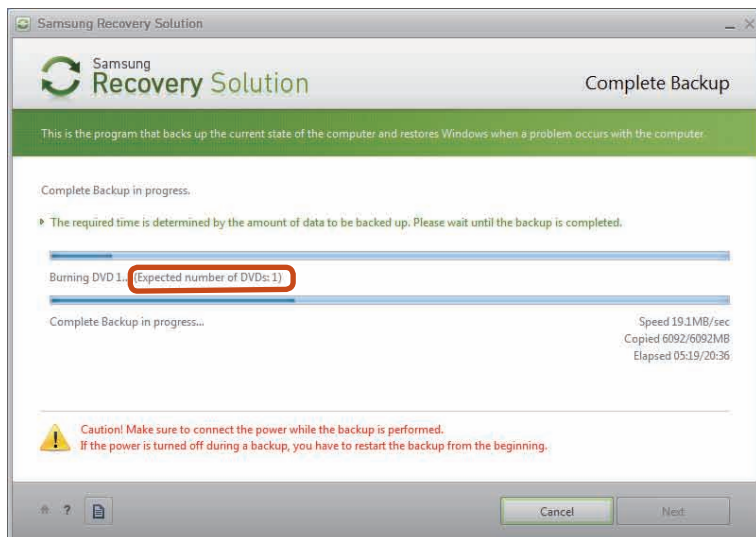 Samsung Recovery Solution
Samsung
Recovery Solution
Complete Backup
This is the program that backs up the current state of the computer and restores Windows when a problem occurs with the computer.
Complete Backup in progress.
The required time is determined by the amount of data to be backed up. Please wait until the backup is completed.
Burning DVD 1... (Expected number of DVDs: 1)
Complete Backup in progress...
Speed 19.1MB/sec
Copied 6092/6092MB
Elapsed 05:19/20:36
Caution! Make sure to connect the power while the backup is performed.
If the power is turned off during a backup, you have to restart the backup from the beginning.
?
Cancel
Next